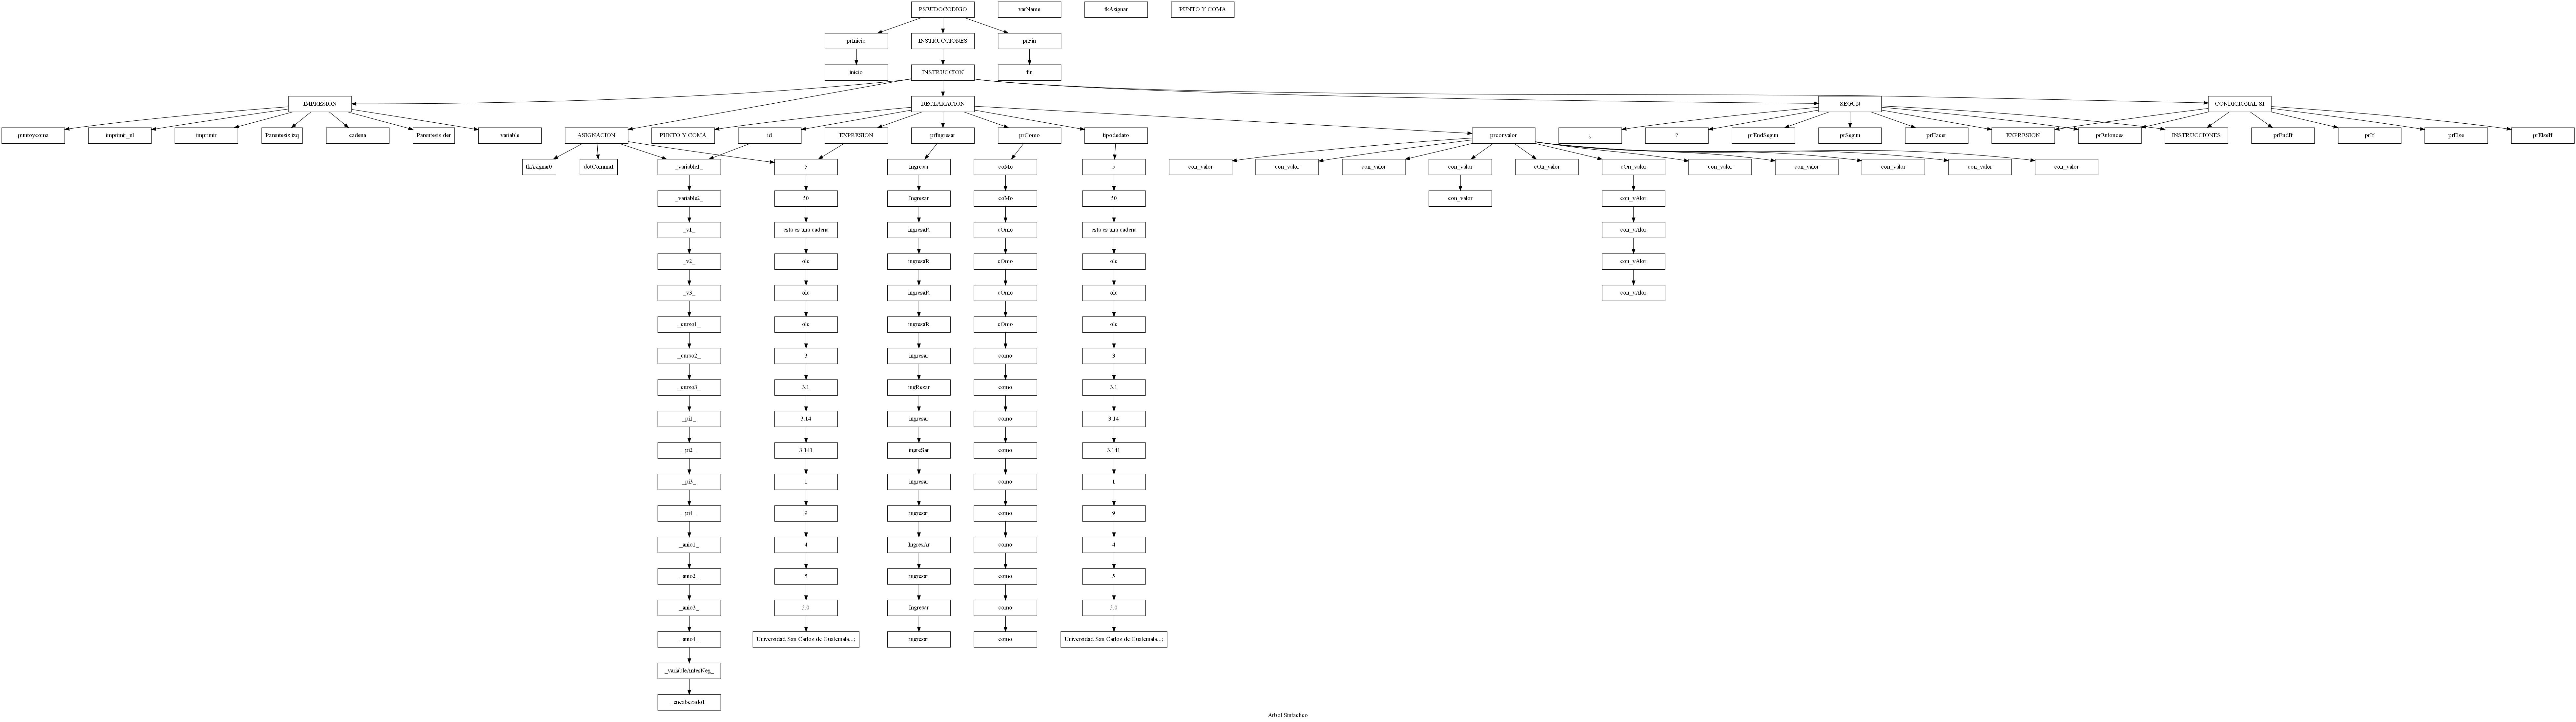 PSEUDOCODIGO
varName
tkAsignar
PUNTO Y COMA
prInicio
INSTRUCCIONES
prFin
inicio
INSTRUCCION
fin
IMPRESION
DECLARACION
SEGUN
CONDICIONAL SI
puntoycoma
imprimir_nl
imprimir
Parentesis izq
cadena
Parentesis der
variable
ASIGNACION
PUNTO Y COMA
id
EXPRESION
prIngresar
prComo
tipodedato
prconvalor
¿
?
prEndSegun
prSegun
prHacer
EXPRESION
prEntonces
INSTRUCCIONES
prEndIf
prIf
prElse
prElseIf
tkAsignar0
dotComma1
_variable1_
5
Ingresar
coMo
5
con_valor
con_valor
con_valor
con_valor
cOn_valor
cOn_valor
con_valor
con_valor
con_valor
con_valor
con_valor
_variable2_
50
Ingresar
coMo
50
con_valor
con_vAlor
_v1_
esta es una cadena
ingresaR
cOmo
esta es una cadena
con_vAlor
_v2_
olc
ingresaR
cOmo
olc
con_vAlor
_v3_
olc
ingresaR
cOmo
olc
con_vAlor
_curso1_
olc
ingresaR
cOmo
olc
_curso2_
3
ingresar
como
3
_curso3_
3.1
ingResar
como
3.1
_pi1_
3.14
ingresar
como
3.14
_pi2_
3.141
ingreSar
como
3.141
_pi3_
1
ingresar
como
1
_pi4_
9
ingresar
como
9
_anio1_
4
IngresAr
como
4
_anio2_
5
ingresar
como
5
_anio3_
5.0
Ingresar
como
5.0
_anio4_
Universidad San Carlos de Guatemala...;
ingresar
como
Universidad San Carlos de Guatemala...;
_variableAntesNeg_
_encabezado1_
Arbol Sintactico